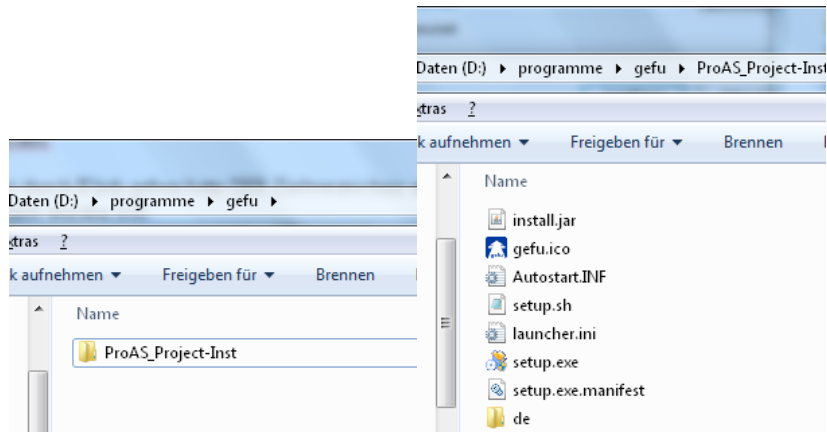 Daten (D:) ▸ programme ▸ gefu ▸
xtras ?
k aufnehmen ▾ Freigeben für ▾ Brennen
Name
ProAS_Project-Inst
Daten (D:) ▸ programme ▸ gefu ▸ ProAS_Project-Inst
xtras ?
k aufnehmen ▾ Freigeben für ▾ Brennen
Name
install.jar
gefu.ico
Autostart.INF
setup.sh
launcher.ini
setup.exe
setup.exe.manifest
de